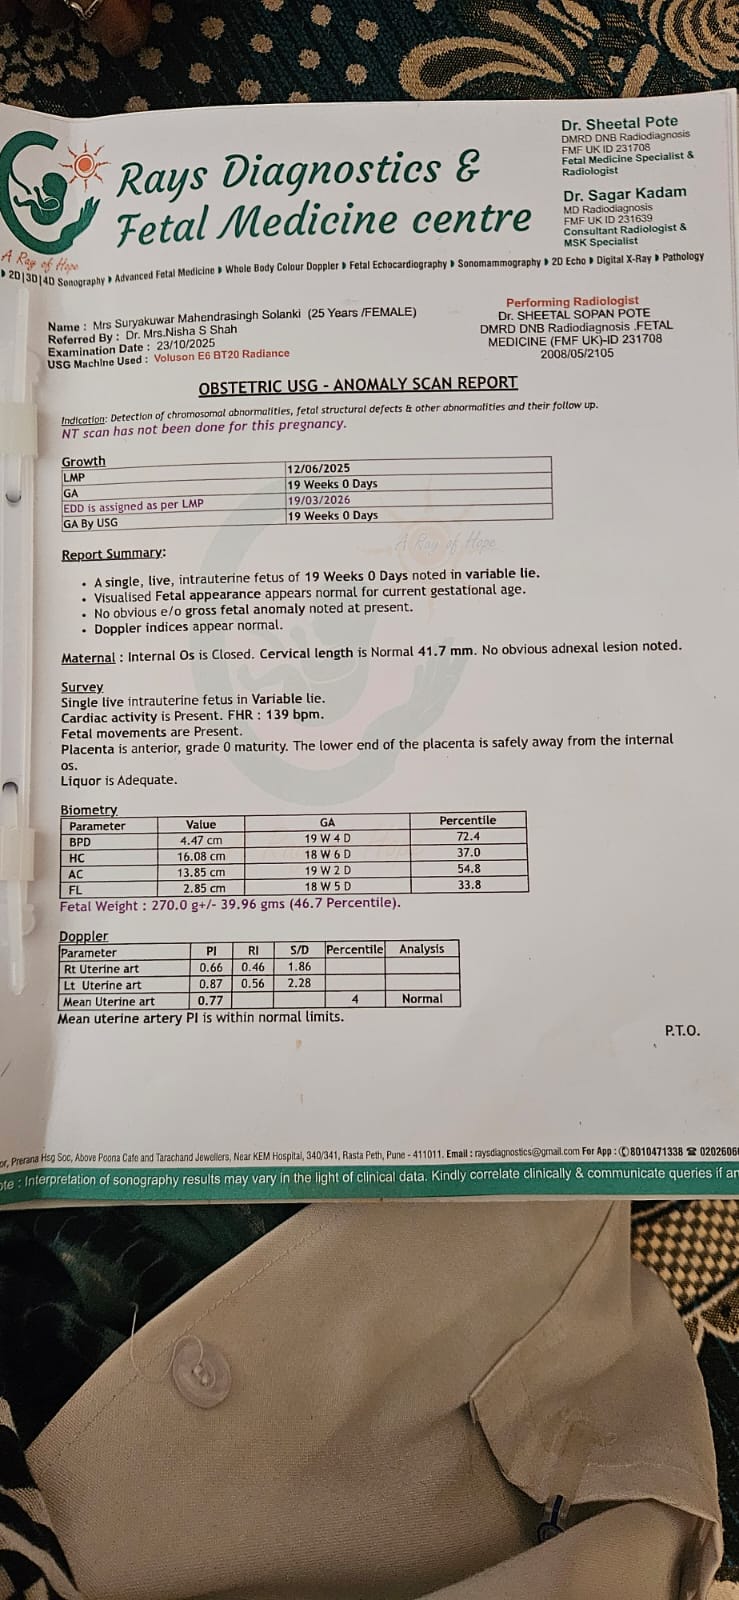 Rays Diagnostics &
Fetal Medicine centre
A Ray of Hope
Dr. Sheetal Pote
DMRD DNB Radiodiagnosis
FMF UK ID 231708
Fetal Medicine Specialist &
Radiologist
Dr. Sagar Kadam
MD Radiodiagnosis
FMF UK ID 231639
Consultant Radiologist &
MSK Specialist
2D|3D|4D Sonography Advanced Fetal Medicine Whole Body Colour Doppler Fetal Echocardiography Sonomammography 2D Echo Digital X-Ray Pathology
Name : Mrs Suryakuwar Mahendrasingh Solanki (25 Years /FEMALE)
Referred By : Dr. Mrs.Nisha S Shah
Examination Date : 23/10/2025
USG Machine Used : Voluson E6 BT20 Radiance
Performing Radiologist
Dr. SHEETAL SOPAN POTE
DMRD DNB Radiodiagnosis .FETAL
MEDICINE (FMF UK)-ID 231708
2008/05/2105
OBSTETRIC USG - ANOMALY SCAN REPORT
Indication: Detection of chromosomal abnormalities, fetal structural defects & other abnormalities and their follow up.
NT scan has not been done for this pregnancy.
Growth
LMP 12/06/2025
GA 19 Weeks 0 Days
EDD is assigned as per LMP 19/03/2026
GA By USG 19 Weeks 0 Days
A Ray of Hope
Report Summary:
• A single, live, intrauterine fetus of 19 Weeks 0 Days noted in variable lie.
• Visualised Fetal appearance appears normal for current gestational age.
• No obvious e/o gross fetal anomaly noted at present.
• Doppler indices appear normal.
Maternal : Internal Os is Closed. Cervical length is Normal 41.7 mm. No obvious adnexal lesion noted.
Survey
Single live intrauterine fetus in Variable lie.
Cardiac activity is Present. FHR : 139 bpm.
Fetal movements are Present.
Placenta is anterior, grade 0 maturity. The lower end of the placenta is safely away from the internal
os.
Liquor is Adequate.
Biometry
Parameter Value GA Percentile
BPD 4.47 cm 19 W 4 D 72.4
HC 16.08 cm 18 W 6 D 37.0
AC 13.85 cm 19 W 2 D 54.8
FL 2.85 cm 18 W 5 D 33.8
Fetal Weight : 270.0 g+/- 39.96 gms (46.7 Percentile).
Doppler
Parameter PI RI S/D Percentile Analysis
Rt Uterine art 0.66 0.46 1.86
Lt Uterine art 0.87 0.56 2.28
Mean Uterine art 0.77 4 Normal
Mean uterine artery PI is within normal limits.
P.T.O.
Prerana Hsg Soc, Above Poona Cafe and Tarachand Jewellers, Near KEM Hospital, 340/341, Rasta Peth, Pune - 411011. Email : raysdiagnostics@gmail.com For App : 8010471338
: Interpretation of sonography results may vary in the light of clinical data. Kindly correlate clinically & communicate queries if